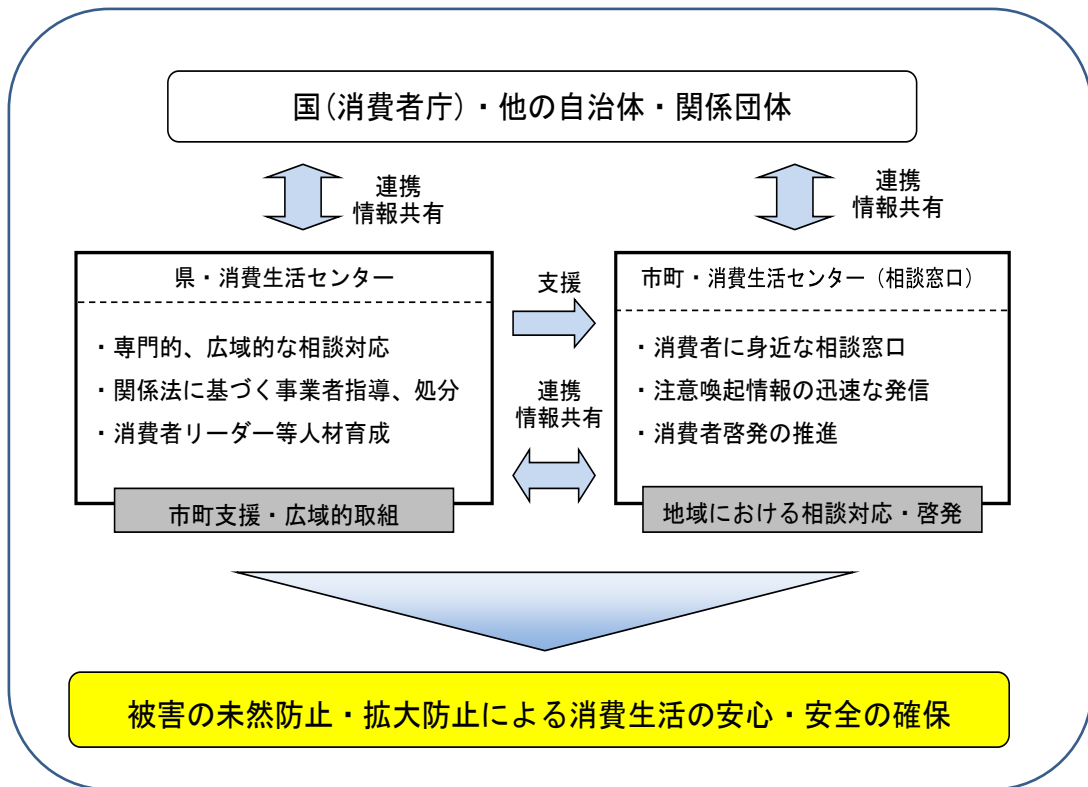 国(消費者庁)・他の自治体・関係団体
連携
情報共有
連携
情報共有
県・消費生活センター
・専門的、広域的な相談対応
・関係法に基づく事業者指導、処分
・消費者リーダー等人材育成
市町支援・広域的取組
支援
連携
情報共有
市町・消費生活センター(相談窓口)
・消費者に身近な相談窓口
・注意喚起情報の迅速な発信
・消費者啓発の推進
地域における相談対応・啓発
被害の未然防止・拡大防止による消費生活の安心・安全の確保